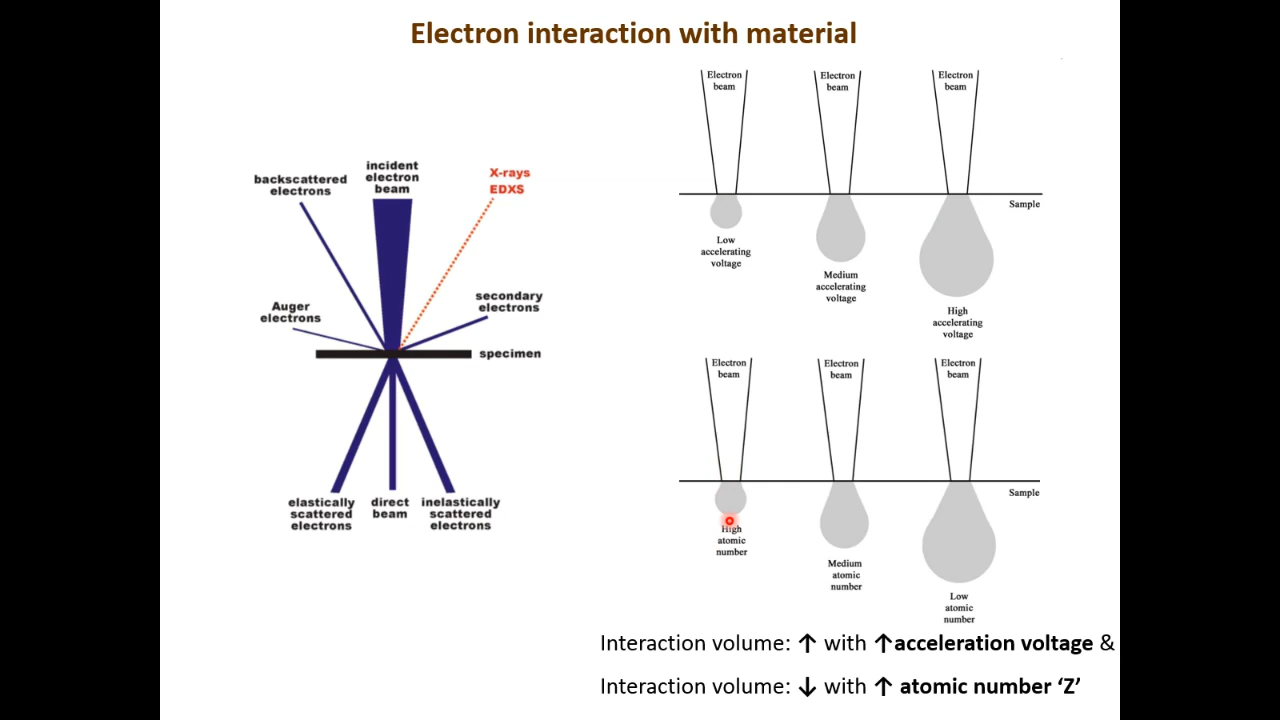 Electron interaction with material
backscattered
electrons
incident
electron
beam
X-rays
EDXS
Auger
electrons
secondary
electrons
specimen
elastically
scattered
electrons
direct
beam
inelastically
scattered
electrons
Electron
beam
Electron
beam
Electron
beam
Sample
Low
accelerating
voltage
Medium
accelerating
voltage
High
accelerating
voltage
Electron
beam
Electron
beam
Electron
beam
Sample
High
atomic
number
Medium
atomic
number
Low
atomic
number
Interaction volume: ↑ with ↑acceleration voltage &
Interaction volume: ↓ with ↑ atomic number ‘Z’